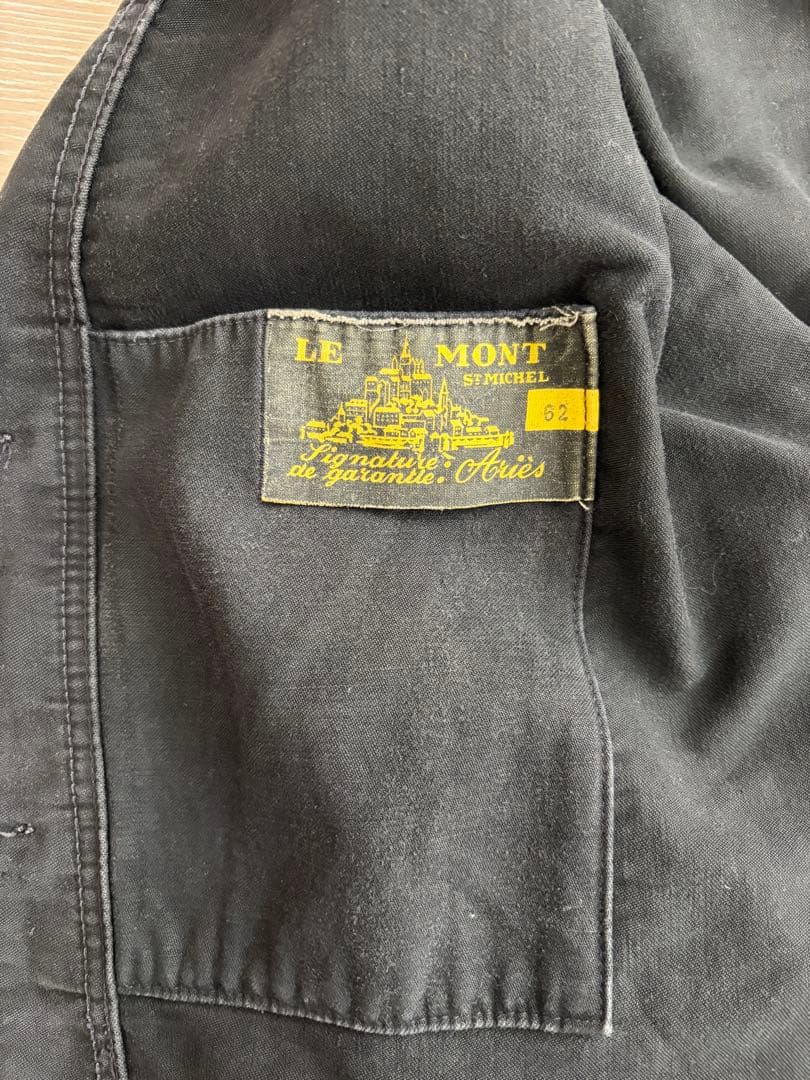 LE MONT
ST MICHEL
62
Signature
de garantie: Ariès